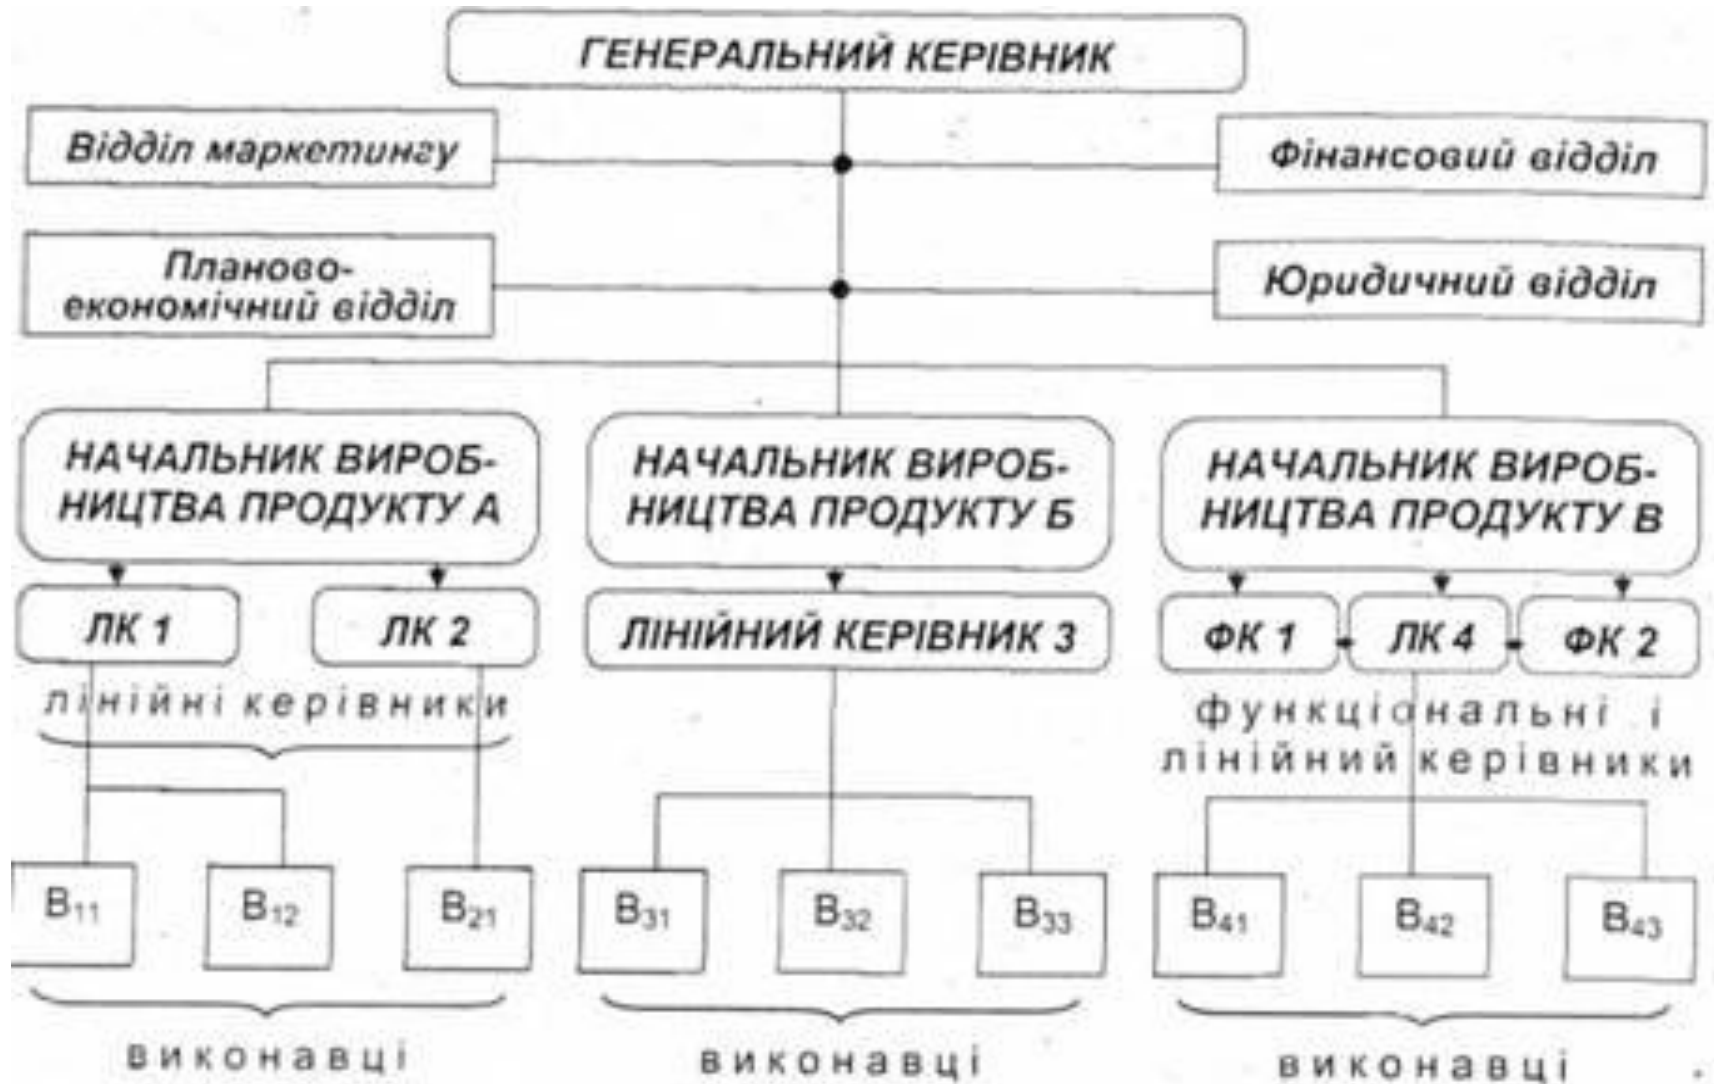 ГЕНЕРАЛЬНИЙ КЕРІВНИК
Відділ маркетингу
Фінансовий відділ
Планово-
економічний відділ
Юридичний відділ
НАЧАЛЬНИК ВИРОБ-
НИЦТВА ПРОДУКТУ А
НАЧАЛЬНИК ВИРОБ-
НИЦТВА ПРОДУКТУ Б
НАЧАЛЬНИК ВИРОБ-
НИЦТВА ПРОДУКТУ В
ЛК 1
ЛК 2
ЛІНІЙНИЙ КЕРІВНИК 3
ФК 1
ЛК 4
ФК 2
лінійні керівники
функціональні і
лінійний керівники
В11
В12
В21
В31
В32
В33
В41
В42
В43
виконавці
виконавці
виконавці